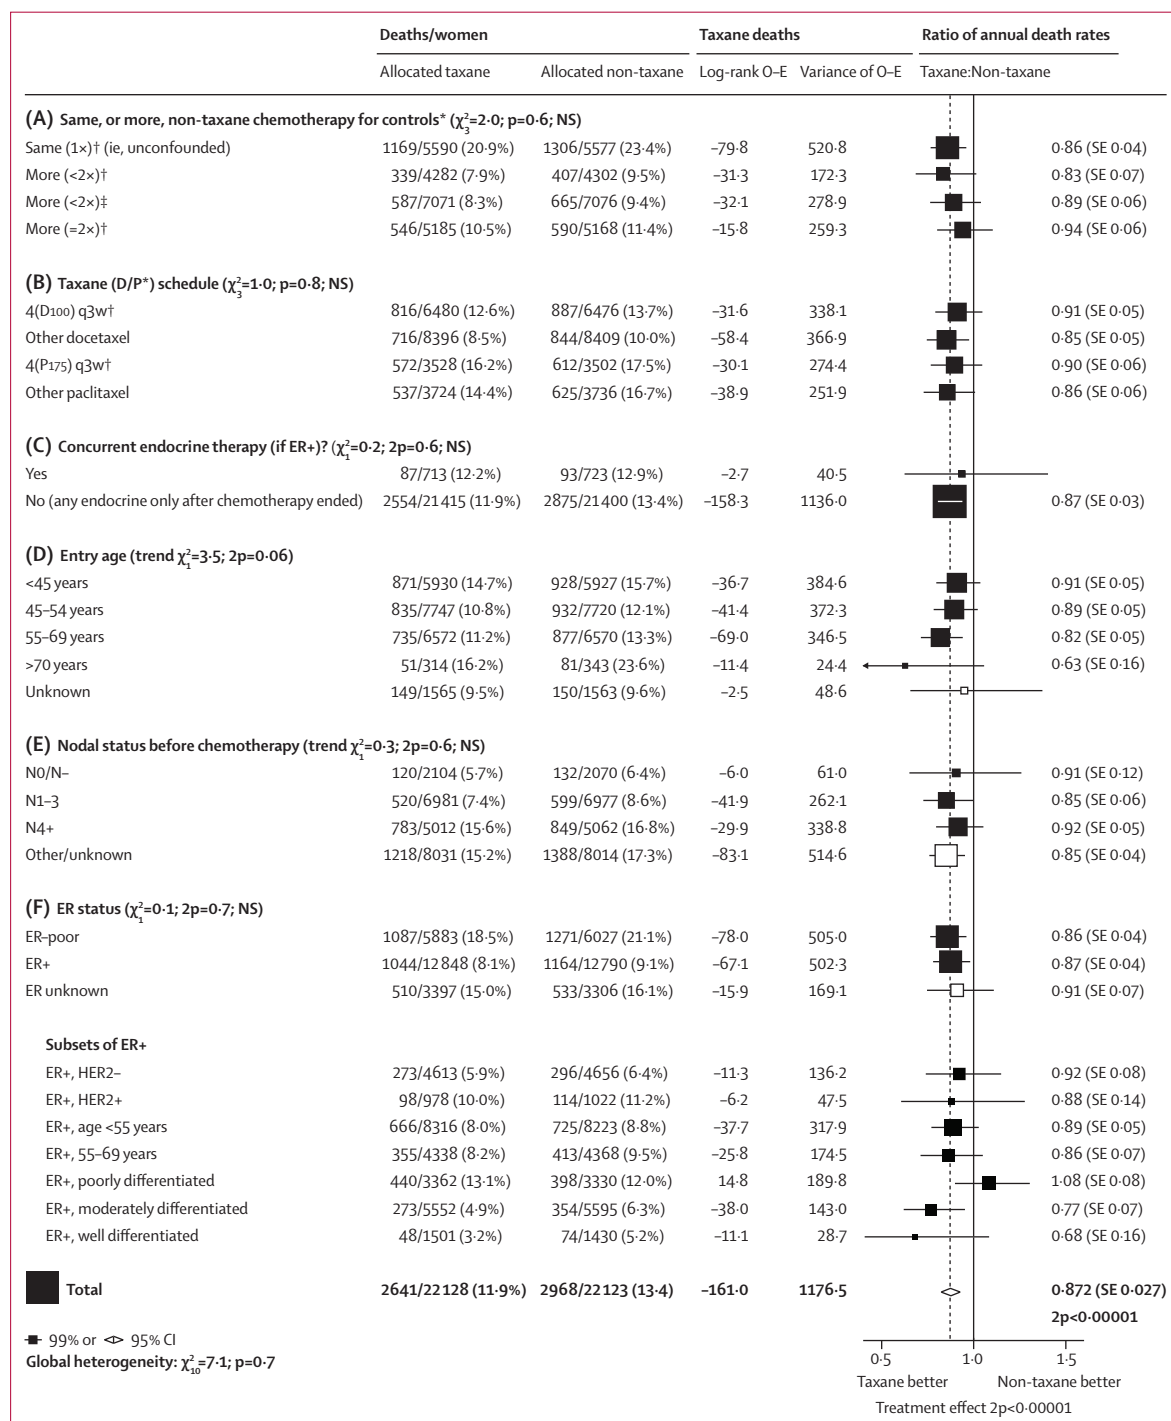 Deaths/women Taxane deaths Ratio of annual death rates
Allocated taxane Allocated non-taxane Log-rank O–E Variance of O–E Taxane:Non-taxane
(A) Same, or more, non-taxane chemotherapy for controls* (χ²₃=2·0; p=0·6; NS)
Same (1×)† (ie, unconfounded) 1169/5590 (20·9%) 1306/5577 (23·4%) –79·8 520·8 0·86 (SE 0·04)
More (<2×)† 339/4282 (7·9%) 407/4302 (9·5%) –31·3 172·3 0·83 (SE 0·07)
More (<2×)‡ 587/7071 (8·3%) 665/7076 (9·4%) –32·1 278·9 0·89 (SE 0·06)
More (=2×)† 546/5185 (10·5%) 590/5168 (11·4%) –15·8 259·3 0·94 (SE 0·06)
(B) Taxane (D/P*) schedule (χ²₃=1·0; p=0·8; NS)
4(D100) q3w† 816/6480 (12·6%) 887/6476 (13·7%) –31·6 338·1 0·91 (SE 0·05)
Other docetaxel 716/8396 (8·5%) 844/8409 (10·0%) –58·4 366·9 0·85 (SE 0·05)
4(P175) q3w† 572/3528 (16·2%) 612/3502 (17·5%) –30·1 274·4 0·90 (SE 0·06)
Other paclitaxel 537/3724 (14·4%) 625/3736 (16·7%) –38·9 251·9 0·86 (SE 0·06)
(C) Concurrent endocrine therapy (if ER+)? (χ²₁=0·2; 2p=0·6; NS)
Yes 87/713 (12·2%) 93/723 (12·9%) –2·7 40·5
No (any endocrine only after chemotherapy ended) 2554/21 415 (11·9%) 2875/21 400 (13·4%) –158·3 1136·0 0·87 (SE 0·03)
(D) Entry age (trend χ²₁=3·5; 2p=0·06)
<45 years 871/5930 (14·7%) 928/5927 (15·7%) –36·7 384·6 0·91 (SE 0·05)
45–54 years 835/7747 (10·8%) 932/7720 (12·1%) –41·4 372·3 0·89 (SE 0·05)
55–69 years 735/6572 (11·2%) 877/6570 (13·3%) –69·0 346·5 0·82 (SE 0·05)
>70 years 51/314 (16·2%) 81/343 (23·6%) –11·4 24·4 0·63 (SE 0·16)
Unknown 149/1565 (9·5%) 150/1563 (9·6%) –2·5 48·6
(E) Nodal status before chemotherapy (trend χ²₁=0·3; 2p=0·6; NS)
N0/N– 120/2104 (5·7%) 132/2070 (6·4%) –6·0 61·0 0·91 (SE 0·12)
N1–3 520/6981 (7·4%) 599/6977 (8·6%) –41·9 262·1 0·85 (SE 0·06)
N4+ 783/5012 (15·6%) 849/5062 (16·8%) –29·9 338·8 0·92 (SE 0·05)
Other/unknown 1218/8031 (15·2%) 1388/8014 (17·3%) –83·1 514·6 0·85 (SE 0·04)
(F) ER status (χ²₁=0·1; 2p=0·7; NS)
ER–poor 1087/5883 (18·5%) 1271/6027 (21·1%) –78·0 505·0 0·86 (SE 0·04)
ER+ 1044/12 848 (8·1%) 1164/12 790 (9·1%) –67·1 502·3 0·87 (SE 0·04)
ER unknown 510/3397 (15·0%) 533/3306 (16·1%) –15·9 169·1 0·91 (SE 0·07)
Subsets of ER+
ER+, HER2– 273/4613 (5·9%) 296/4656 (6·4%) –11·3 136·2 0·92 (SE 0·08)
ER+, HER2+ 98/978 (10·0%) 114/1022 (11·2%) –6·2 47·5 0·88 (SE 0·14)
ER+, age <55 years 666/8316 (8·0%) 725/8223 (8·8%) –37·7 317·9 0·89 (SE 0·05)
ER+, 55–69 years 355/4338 (8·2%) 413/4368 (9·5%) –25·8 174·5 0·86 (SE 0·07)
ER+, poorly differentiated 440/3362 (13·1%) 398/3330 (12·0%) 14·8 189·8 1·08 (SE 0·08)
ER+, moderately differentiated 273/5552 (4·9%) 354/5595 (6·3%) –38·0 143·0 0·77 (SE 0·07)
ER+, well differentiated 48/1501 (3·2%) 74/1430 (5·2%) –11·1 28·7 0·68 (SE 0·16)
Total 2641/22 128 (11·9%) 2968/22 123 (13·4) –161·0 1176·5 0·872 (SE 0·027)
2p<0·00001
99% or 95% CI
Global heterogeneity: χ²₁₀=7·1; p=0·7
0·5 1·0 1·5
Taxane better Non-taxane better
Treatment effect 2p<0·00001